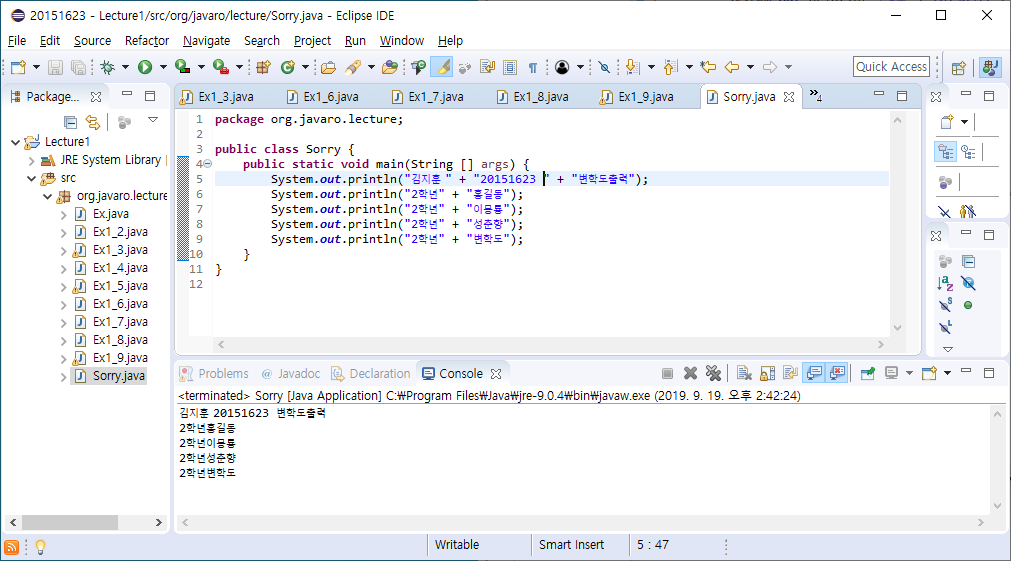 20151623 - Lecture1/src/org/javaro/lecture/Sorry.java - Eclipse IDE
File Edit Source Refactor Navigate Search Project Run Window Help
Quick Access
Package...
Lecture1
JRE System Library
src
org.javaro.lecture
Ex.java
Ex1_2.java
Ex1_3.java
Ex1_4.java
Ex1_5.java
Ex1_6.java
Ex1_7.java
Ex1_8.java
Ex1_9.java
Sorry.java
Ex1_3.java Ex1_6.java Ex1_7.java Ex1_8.java Ex1_9.java Sorry.java »4
1 package org.javaro.lecture;
2
3 public class Sorry {
4 public static void main(String [] args) {
5 System.out.println("김지훈 " + "20151623 " + "변학도출력");
6 System.out.println("2학년" + "홍길동");
7 System.out.println("2학년" + "이몽룡");
8 System.out.println("2학년" + "성춘향");
9 System.out.println("2학년" + "변학도");
10 }
11 }
12
Problems @ Javadoc Declaration Console
<terminated> Sorry [Java Application] C:₩Program Files₩Java₩jre-9.0.4₩bin₩javaw.exe (2019. 9. 19. 오후 2:42:24)
김지훈 20151623 변학도출력
2학년홍길동
2학년이몽룡
2학년성춘향
2학년변학도
Writable Smart Insert 5 : 47